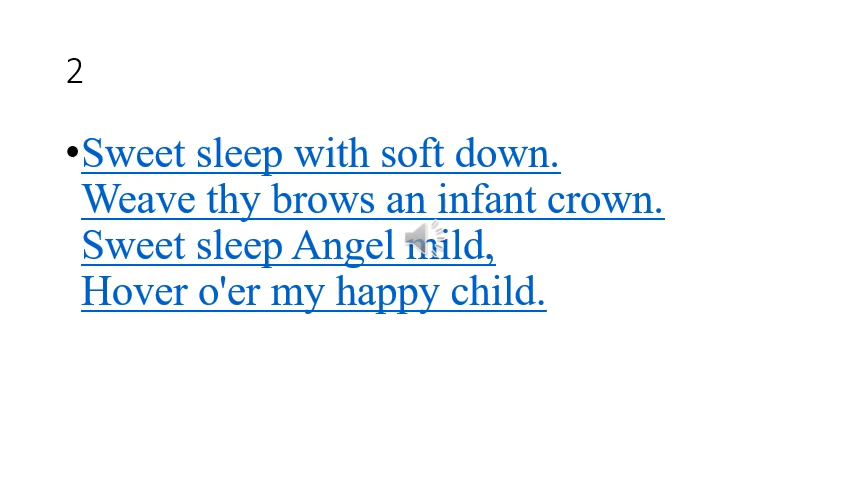 2
•Sweet sleep with soft down.
Weave thy brows an infant crown.
Sweet sleep Angel mild,
Hover o'er my happy child.